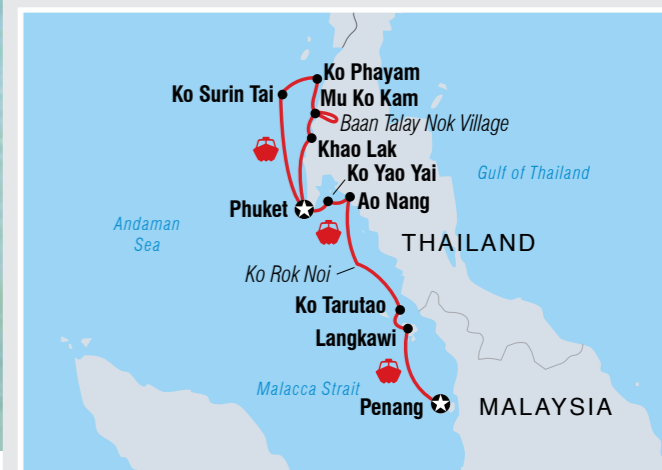 Ko Phayam
Ko Surin Tai
Mu Ko Kam
Baan Talay Nok Village
Khao Lak
Ko Yao Yai
Gulf of Thailand
Phuket
Ao Nang
Andaman
Sea
THAILAND
Ko Rok Noi
Ko Tarutao
Langkawi
Malacca Strait
Penang
MALAYSIA